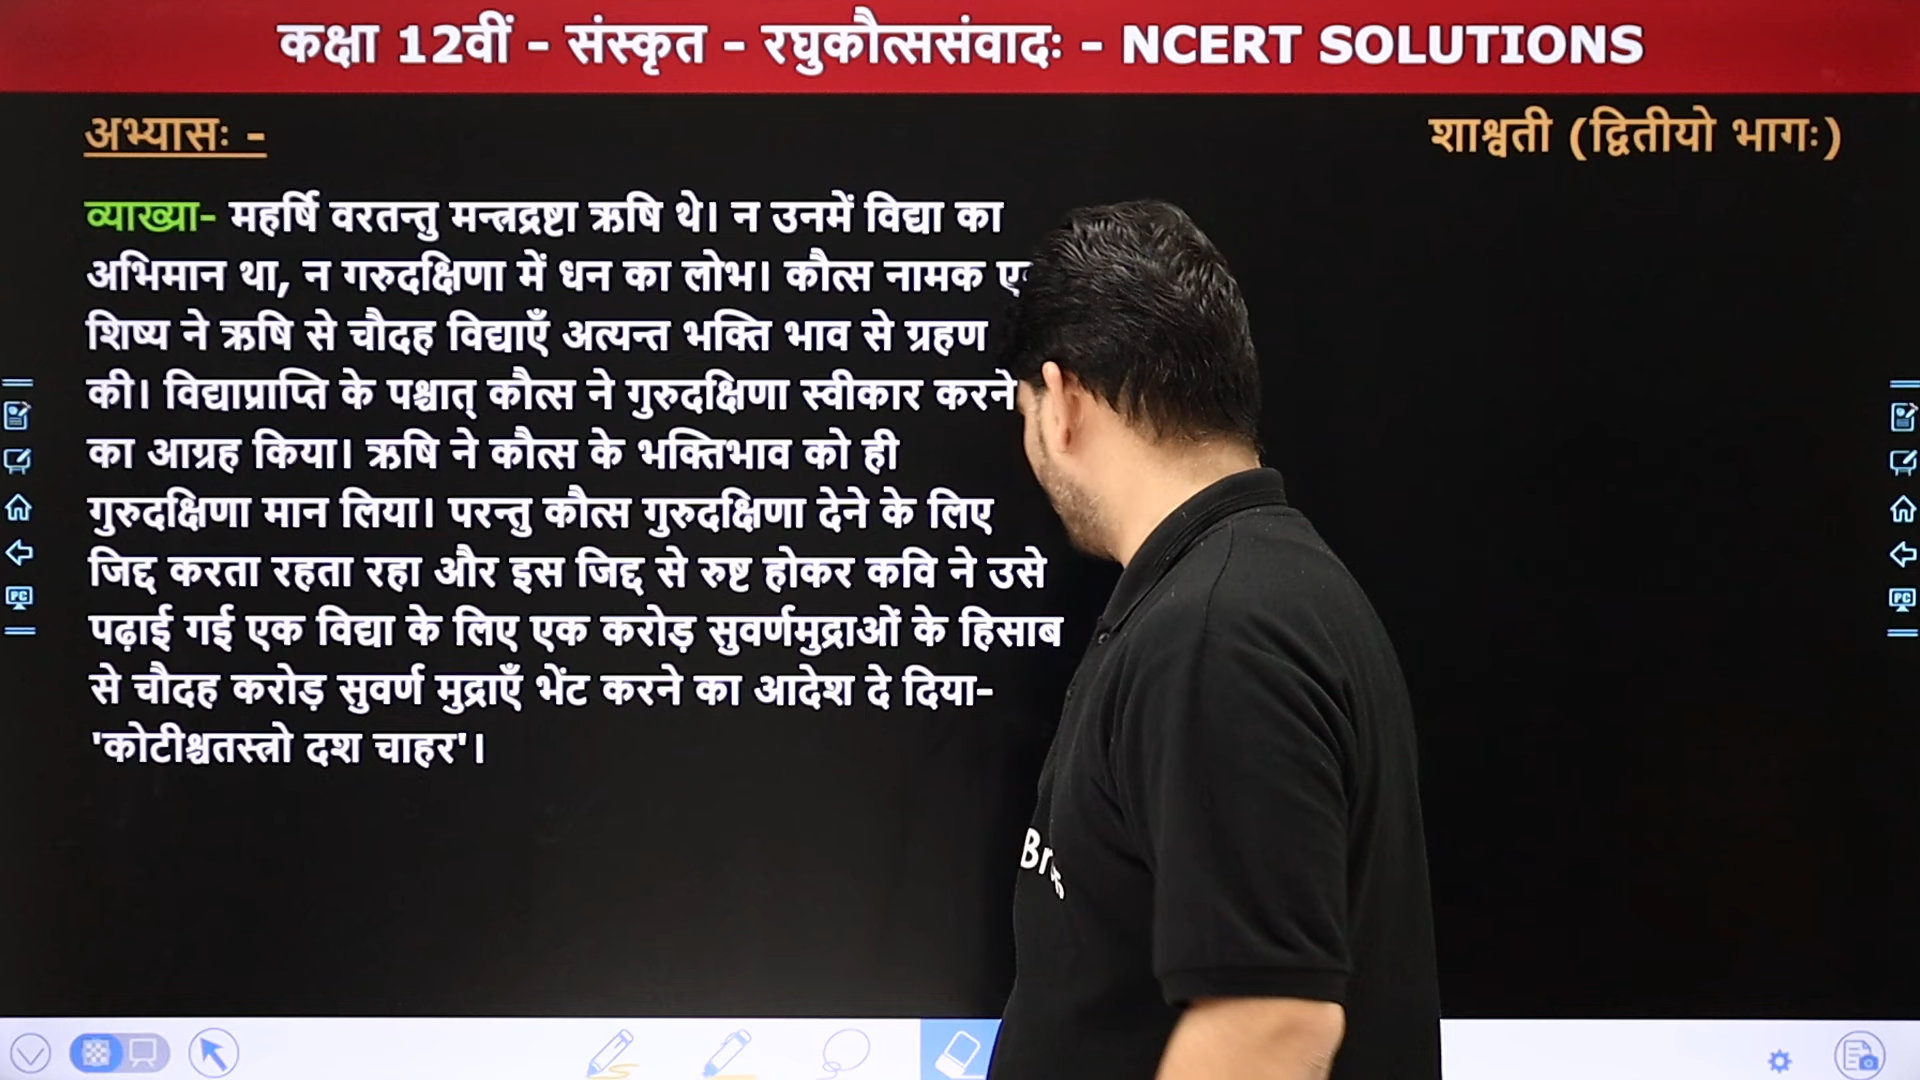 कक्षा 12वीं - संस्कृत - रघुकौत्ससंवादः - NCERT SOLUTIONS
अभ्यासः -
शाश्वती (द्वितीयो भागः)
व्याख्या- महर्षि वरतन्तु मन्त्रद्रष्टा ऋषि थे। न उनमें विद्या का
अभिमान था, न गरुदक्षिणा में धन का लोभ। कौत्स नामक
शिष्य ने ऋषि से चौदह विद्याएँ अत्यन्त भक्ति भाव से ग्रहण
की। विद्याप्राप्ति के पश्चात् कौत्स ने गुरुदक्षिणा स्वीकार करने
का आग्रह किया। ऋषि ने कौत्स के भक्तिभाव को ही
गुरुदक्षिणा मान लिया। परन्तु कौत्स गुरुदक्षिणा देने के लिए
जिद्द करता रहता रहा और इस जिद्द से रुष्ट होकर कवि ने उसे
पढ़ाई गई एक विद्या के लिए एक करोड़ सुवर्णमुद्राओं के हिसाब
से चौदह करोड़ सुवर्ण मुद्राएँ भेंट करने का आदेश दे दिया-
'कोटीश्चतस्त्रो दश चाहर'।
PC
PC